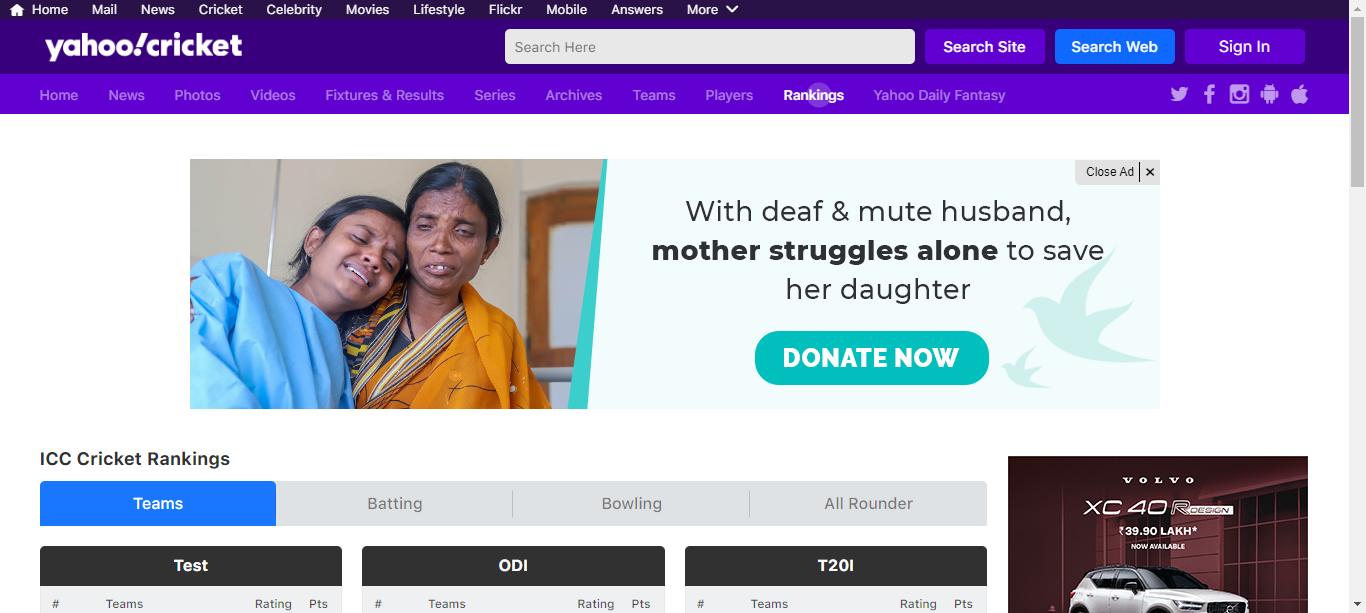 Home Mail News Cricket Celebrity Movies Lifestyle Flickr Mobile Answers More
yahoo!cricket Search Here Search Site Search Web Sign In
Home News Photos Videos Fixtures & Results Series Archives Teams Players Rankings Yahoo Daily Fantasy
Close Ad ×
With deaf & mute husband,
mother struggles alone to save
her daughter
DONATE NOW
ICC Cricket Rankings
VOLVO
Teams Batting Bowling All Rounder
XC 40 R DESIGN
₹39.90 LAKH*
NOW AVAILABLE
Test ODI T20I
# Teams Rating Pts # Teams Rating Pts # Teams Rating Pts